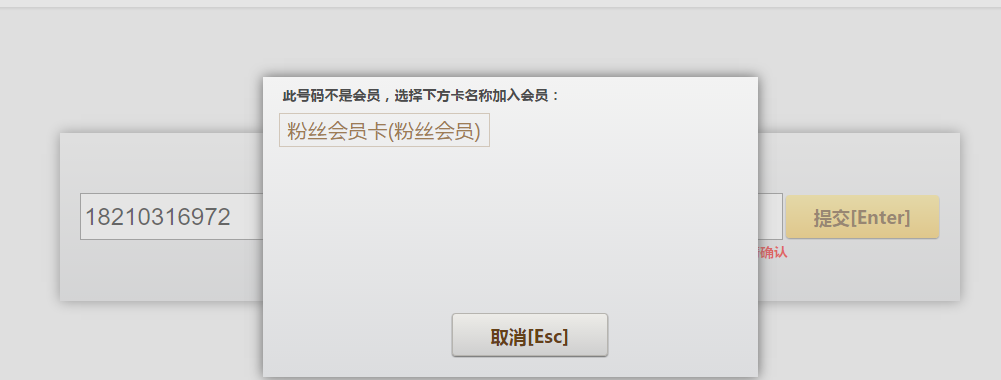 此号码不是会员，选择下方卡名称加入会员：
粉丝会员卡(粉丝会员)
18210316972
提交[Enter]
确认
取消[Esc]